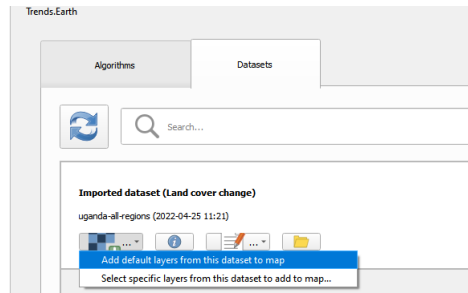 Trends.Earth
Algorithms
Datasets
Search...
Imported dataset (Land cover change)
uganda-all-regions (2022-04-25 11:21)
...
...
Add default layers from this dataset to map
Select specific layers from this dataset to add to map...